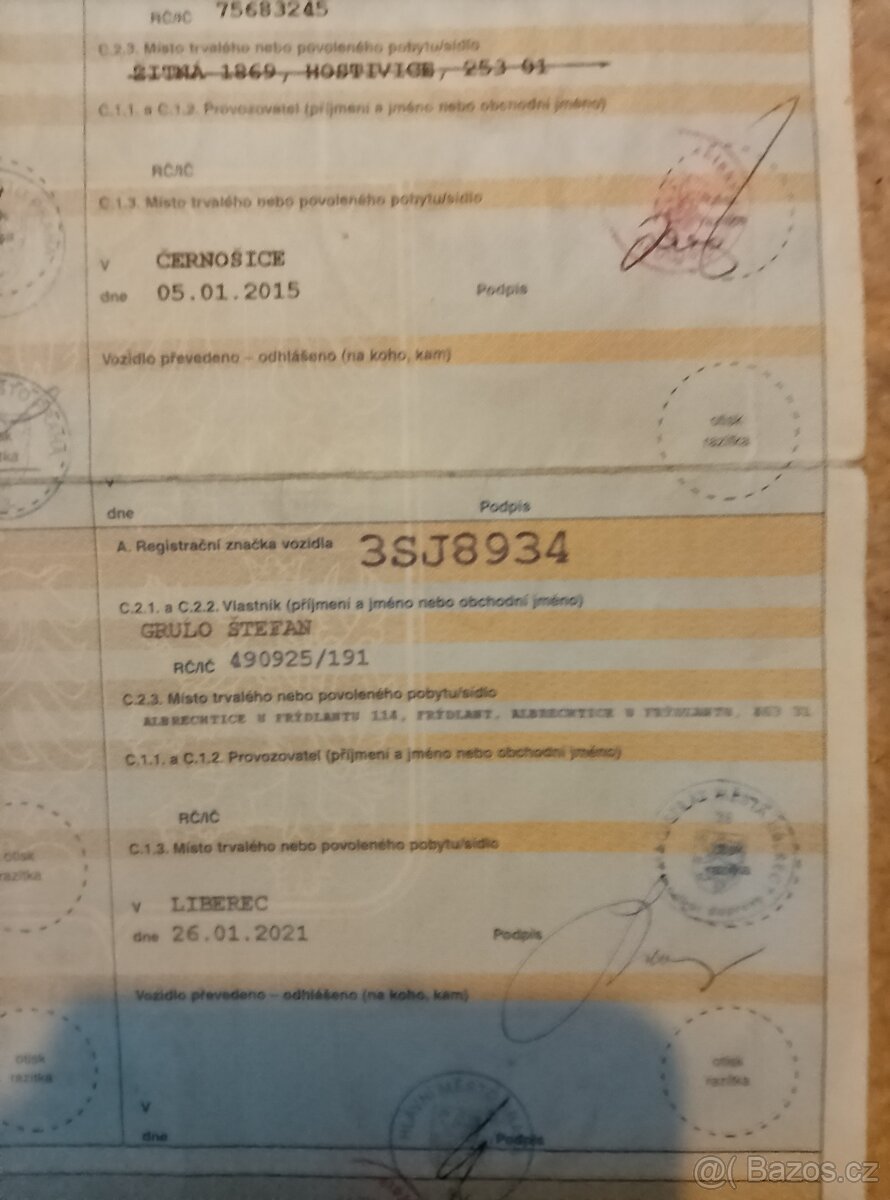 RČ/IČ 75683245
C.2.3. Místo trvalého nebo povoleného pobytu/sídlo
ŽITNÁ 1869, HOSTIVICE, 253 01
C.1.1. a C.1.2. Provozovatel (příjmení a jméno nebo obchodní jméno)
RČ/IČ
C.1.3. Místo trvalého nebo povoleného pobytu/sídlo
V ČERNOŠICE
dne 05.01.2015 Podpis
Vozidlo převedeno – odhlášeno (na koho, kam)
otisk
razítka
V
dne Podpis
A. Registrační značka vozidla 3SJ8934
C.2.1. a C.2.2. Vlastník (příjmení a jméno nebo obchodní jméno)
GRULO ŠTEFAN
RČ/IČ 490925/191
C.2.3. Místo trvalého nebo povoleného pobytu/sídlo
ALBRECHTICE U FRÝDLANTU 114, FRÝDLANT, ALBRECHTICE U FRÝDLANTU, 463 31
C.1.1. a C.1.2. Provozovatel (příjmení a jméno nebo obchodní jméno)
RČ/IČ
C.1.3. Místo trvalého nebo povoleného pobytu/sídlo
otisk
razítka
otisk
razítka
V LIBEREC
dne 26.01.2021 Podpis
Vozidlo převedeno – odhlášeno (na koho, kam)
otisk
razítka
otisk
razítka
V
HLAVNÍ MĚSTO
dne Podpis
@( Bazos.cz